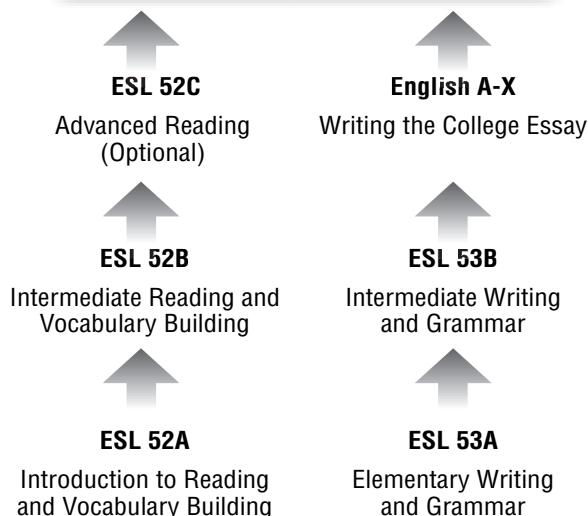 ESL 52C
Advanced Reading
(Optional)
English A-X
Writing the College Essay
ESL 52B
Intermediate Reading and
Vocabulary Building
ESL 53B
Intermediate Writing
and Grammar
ESL 52A
Introduction to Reading
and Vocabulary Building
ESL 53A
Elementary Writing
and Grammar